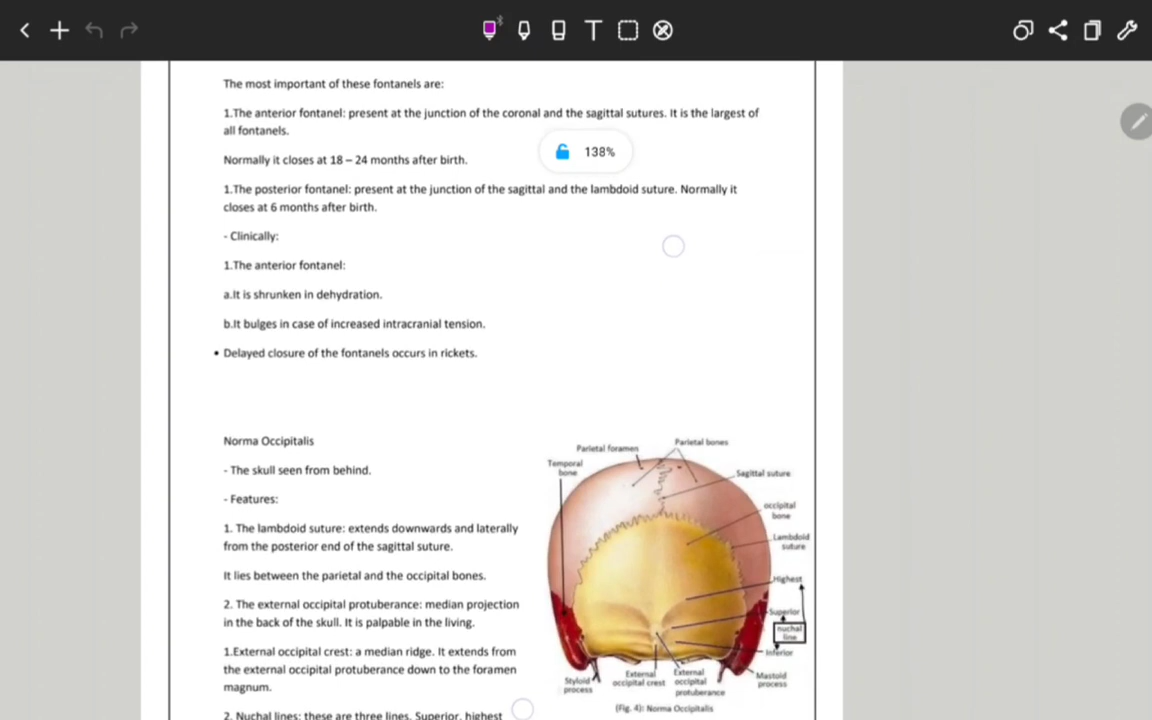 138%
The most important of these fontanels are:
1.The anterior fontanel: present at the junction of the coronal and the sagittal sutures. It is the largest of
all fontanels.
Normally it closes at 18 – 24 months after birth.
1.The posterior fontanel: present at the junction of the sagittal and the lambdoid suture. Normally it
closes at 6 months after birth.
- Clinically:
1.The anterior fontanel:
a.It is shrunken in dehydration.
b.It bulges in case of increased intracranial tension.
• Delayed closure of the fontanels occurs in rickets.
Norma Occipitalis
- The skull seen from behind.
- Features:
1. The lambdoid suture: extends downwards and laterally
from the posterior end of the sagittal suture.
It lies between the parietal and the occipital bones.
2. The external occipital protuberance: median projection
in the back of the skull. It is palpable in the living.
1.External occipital crest: a median ridge. It extends from
the external occipital protuberance down to the foramen
magnum.
2. Nuchal lines: these are three lines. Superior, highest
Parietal foramen
Parietal bones
Temporal
bone
Sagittal suture
occipital
bone
Lambdoid
suture
Highest
Superior
nuchal
line
Inferior
Mastoid
process
External
occipital
protuberance
External
occipital crest
Styloid
process
(Fig. 4): Norma Occipitalis